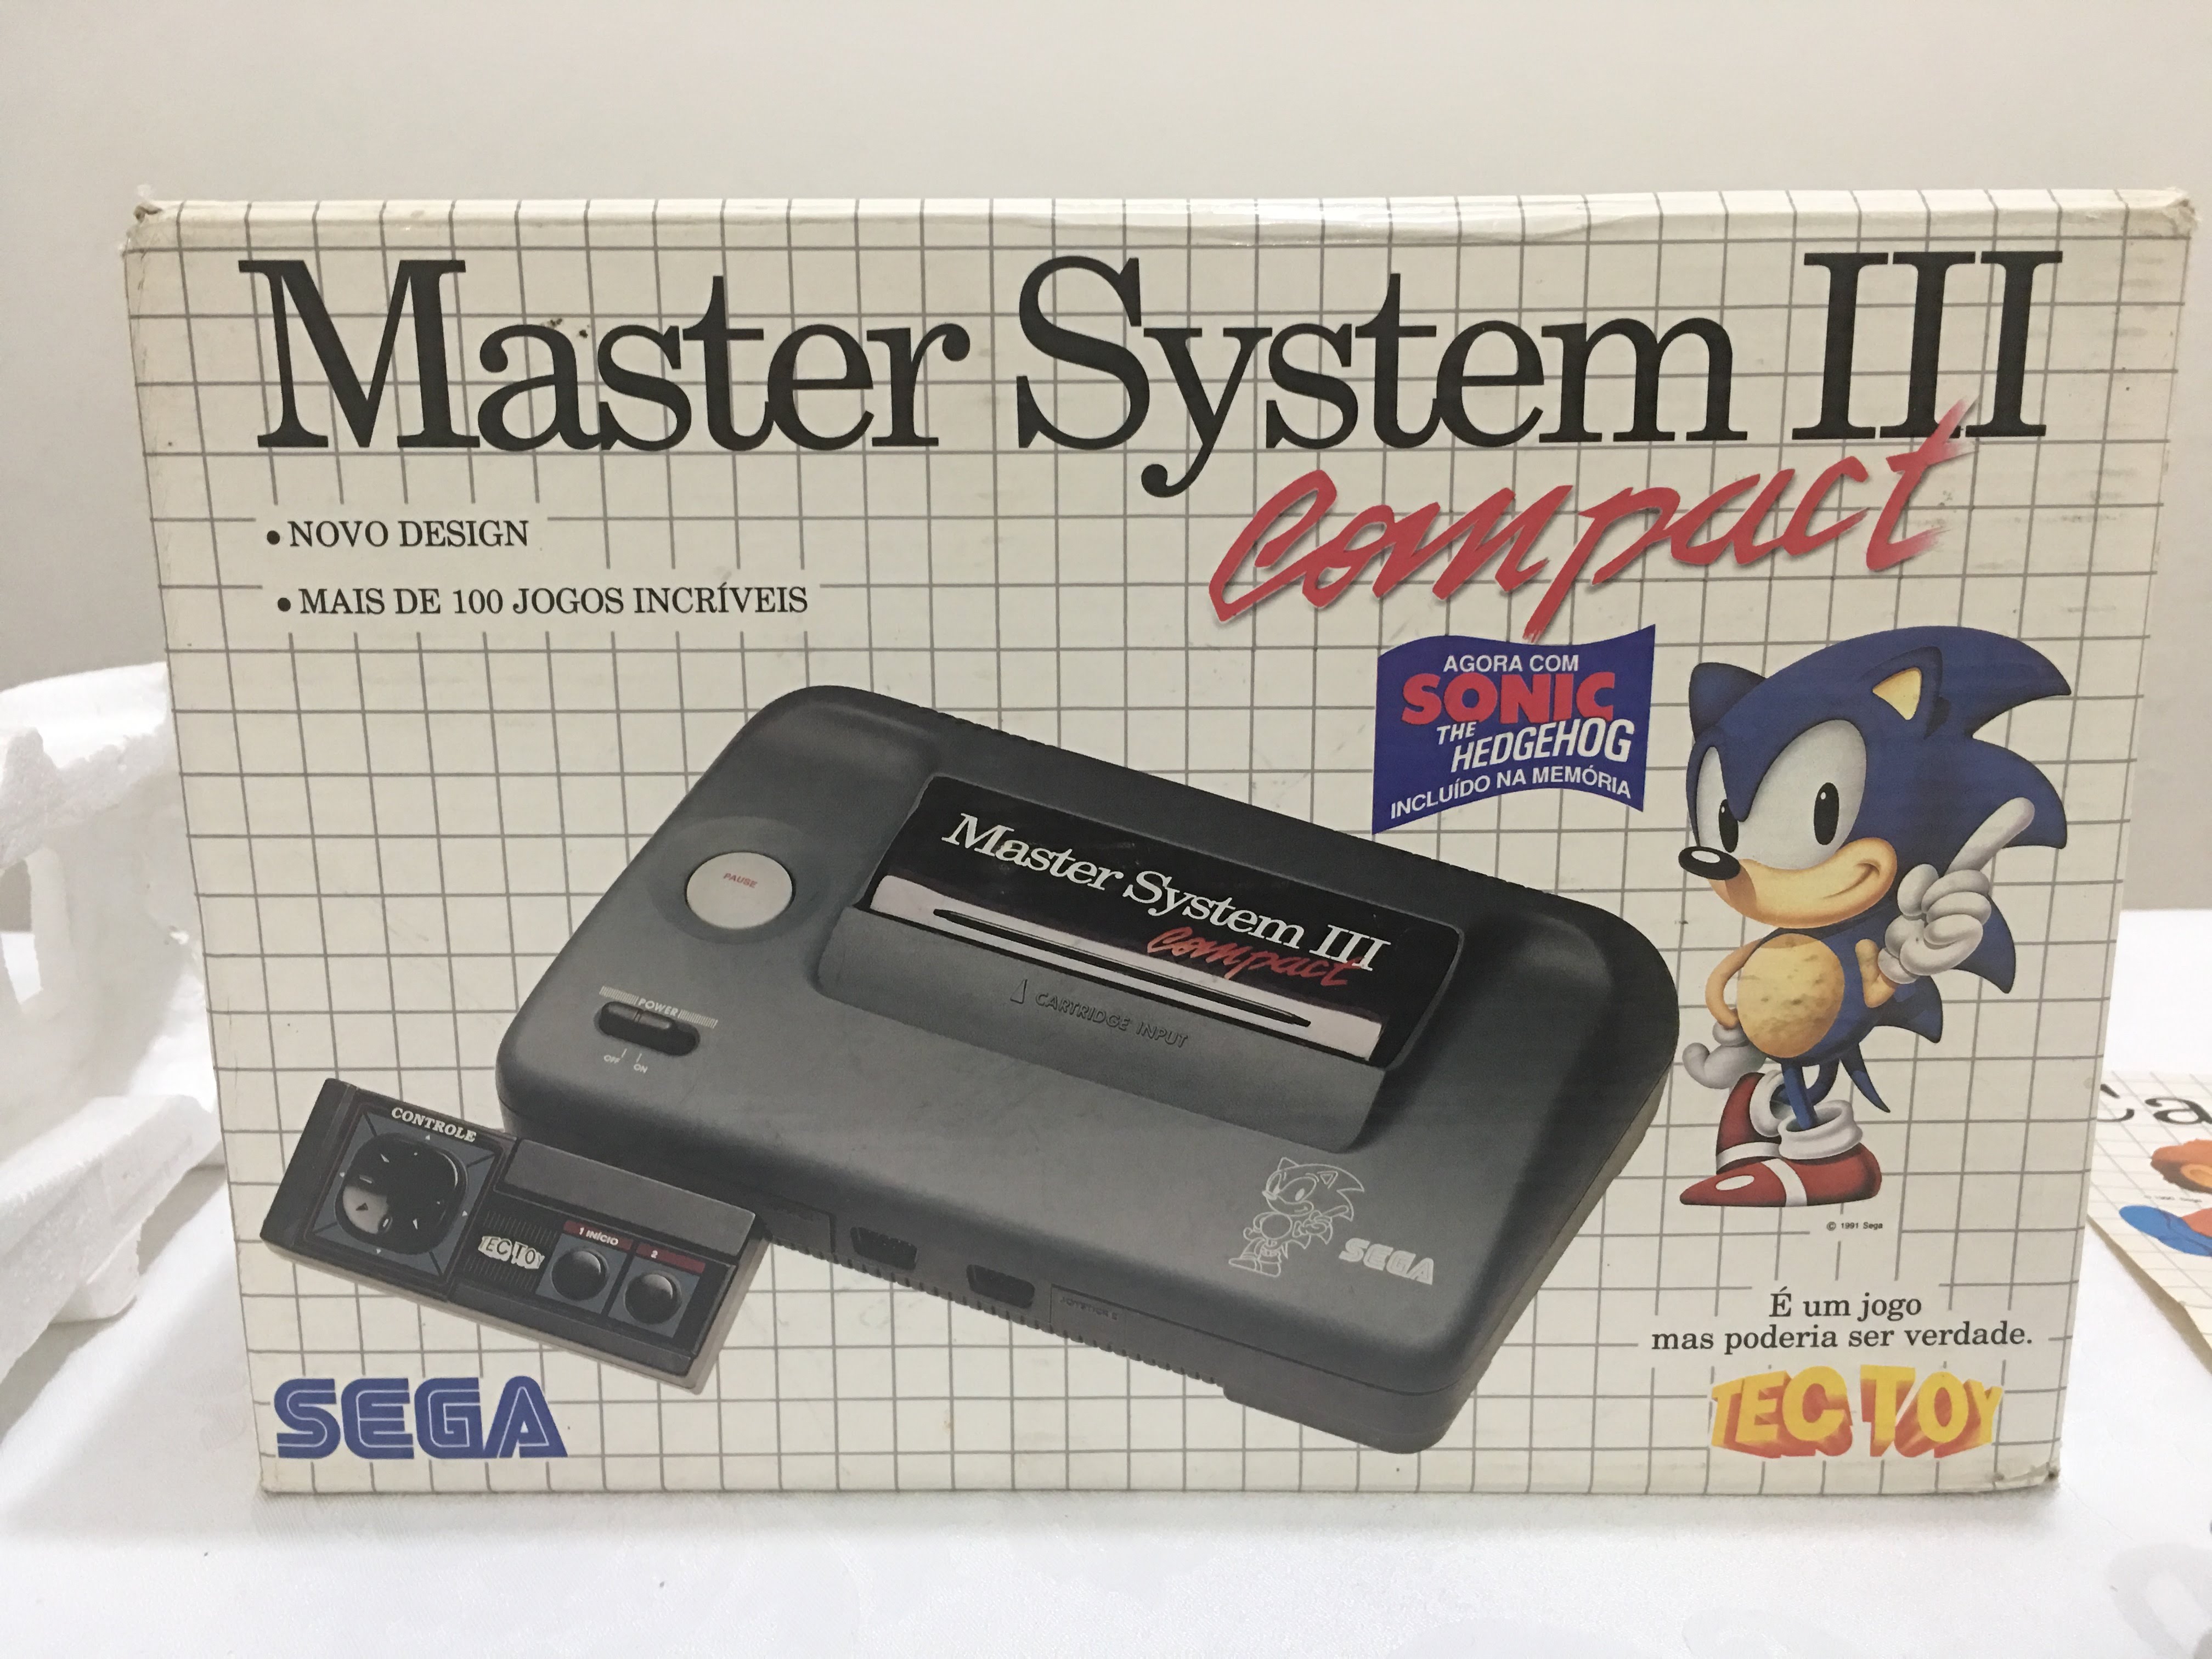 Master System III
compact
• NOVO DESIGN
• MAIS DE 100 JOGOS INCRÍVEIS
AGORA COM
SONIC
THE
HEDGEHOG
INCLUÍDO NA MEMÓRIA
PAUSE
Master System III
compact
CARTRIDGE INPUT
POWER
OFF ON
CONTROLE
TEC TOY
1 INÍCIO 2
SEGA
© 1991 Sega
É um jogo
mas poderia ser verdade.
SEGA
TEC TOY